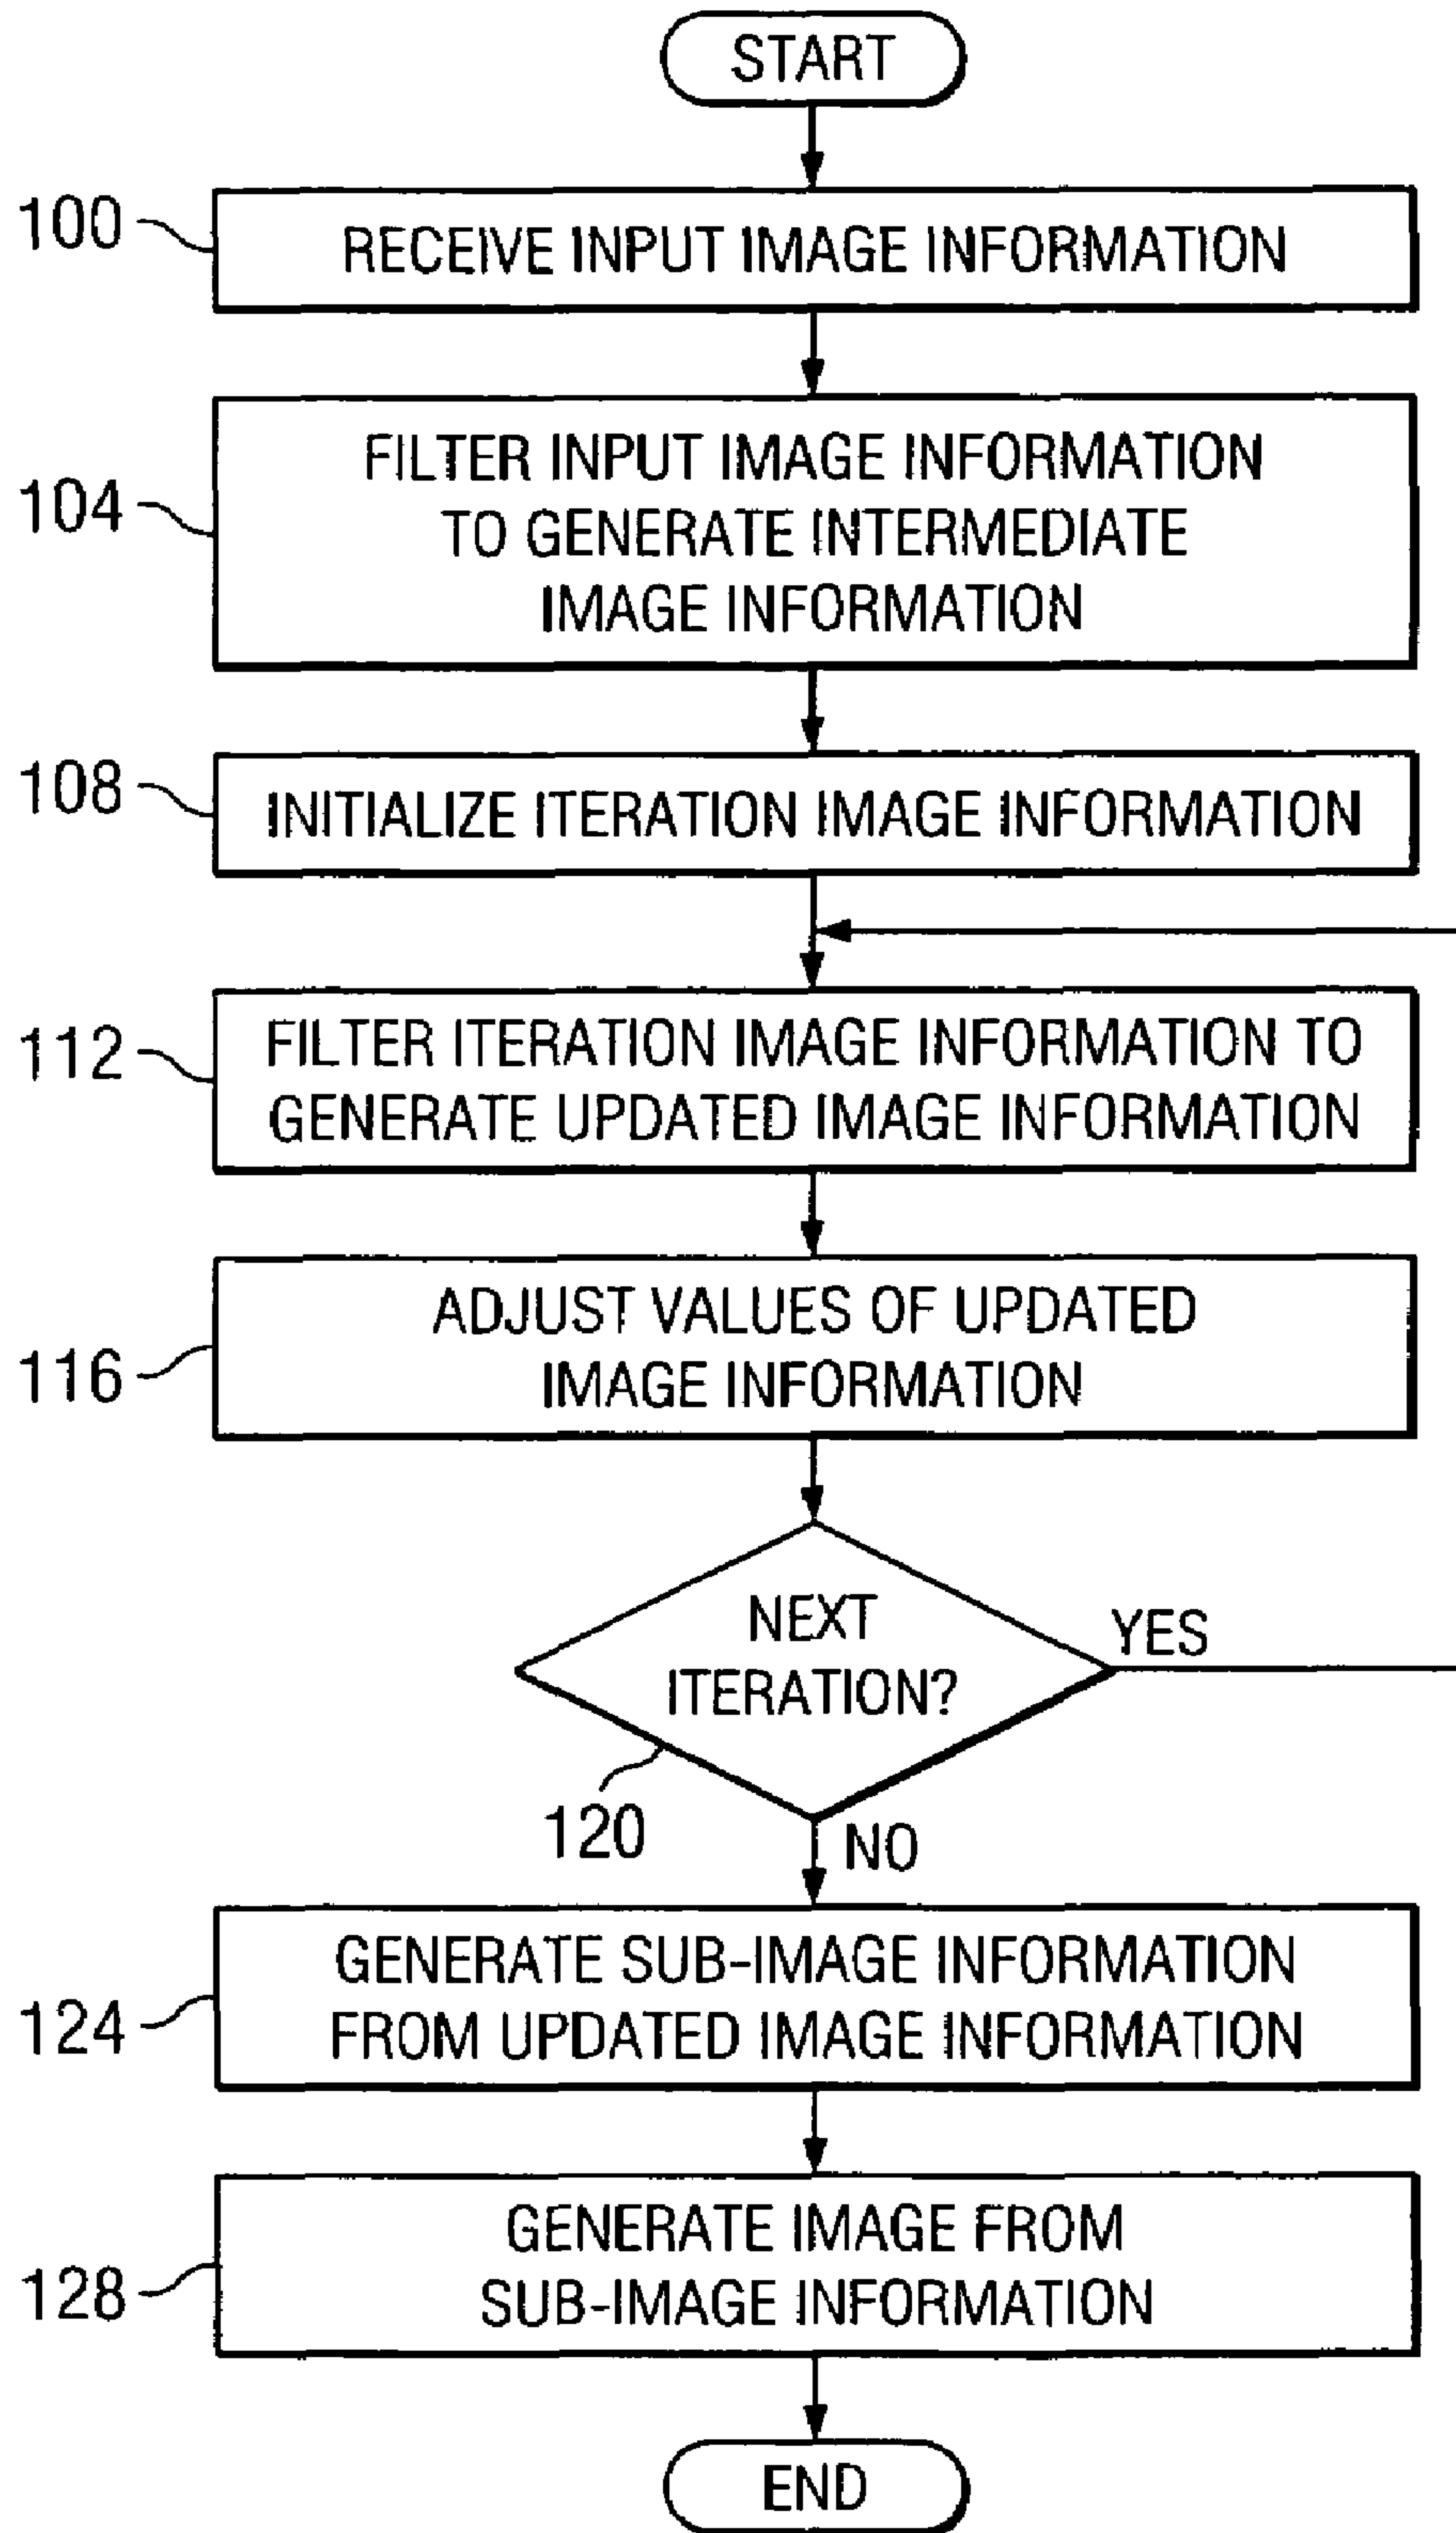 START
100
RECEIVE INPUT IMAGE INFORMATION
104
FILTER INPUT IMAGE INFORMATION
TO GENERATE INTERMEDIATE
IMAGE INFORMATION
108
INITIALIZE ITERATION IMAGE INFORMATION
112
FILTER ITERATION IMAGE INFORMATION TO
GENERATE UPDATED IMAGE INFORMATION
116
ADJUST VALUES OF UPDATED
IMAGE INFORMATION
NEXT
ITERATION?
YES
120
NO
124
GENERATE SUB-IMAGE INFORMATION
FROM UPDATED IMAGE INFORMATION
128
GENERATE IMAGE FROM
SUB-IMAGE INFORMATION
END